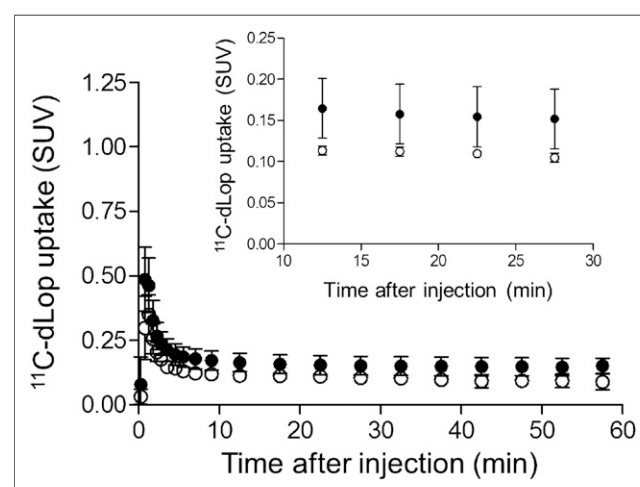 ¹¹C-dLop uptake (SUV)
1.25
1.00
0.75
0.50
0.25
0.00
0 10 20 30 40 50 60
Time after injection (min)
¹¹C-dLop uptake (SUV)
0.25
0.20
0.15
0.10
0.05
0.00
10 15 20 25 30
Time after injection (min)